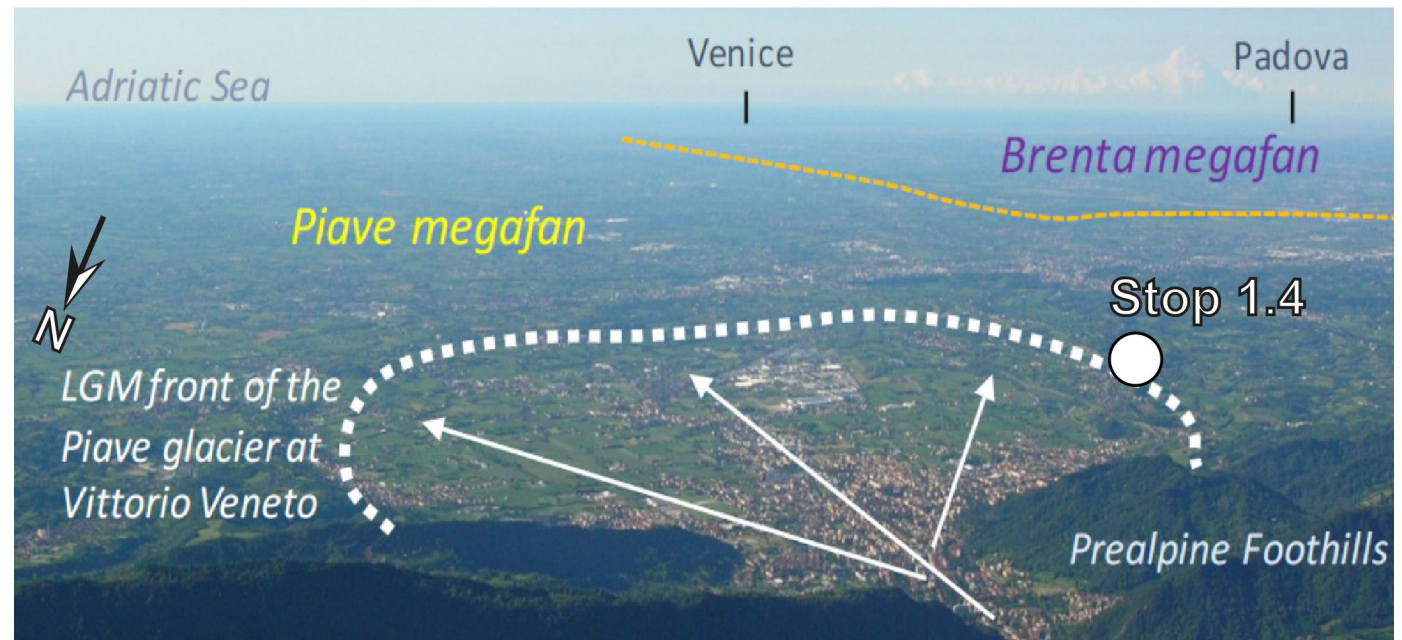 Venice
Padova
Adriatic Sea
Brenta megafan
Piave megafan
Stop 1.4
N
LGM front of the
Piave glacier at
Vittorio Veneto
Prealpine Foothills